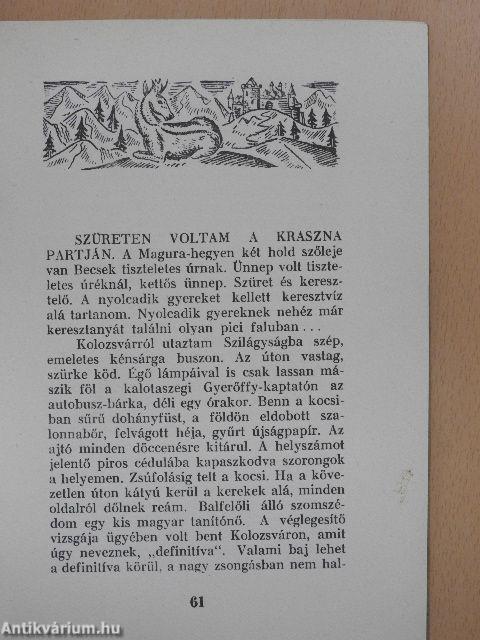 SZÜRETEN VOLTAM A KRASZNA
PARTJÁN. A Magura-hegyen két hold szőleje
van Becsek tiszteletes úrnak. Ünnep volt tiszte-
letes úréknál, kettős ünnep. Szüret és keresz-
telő. A nyolcadik gyereket kellett keresztvíz
alá tartanom. Nyolcadik gyereknek nehéz már
keresztanyát találni olyan pici faluban . . .
Kolozsvárról utaztam Szilágyságba szép,
emeletes kénsárga buszon. Az úton vastag,
szürke köd. Égő lámpáival is csak lassan má-
szik föl a kalotaszegi Gyerőffy-kaptatón az
autobusz-bárka, déli egy órakor. Benn a kocsi-
ban sűrű dohányfüst, a földön eldobott sza-
lonnabőr, felvágott héja, gyűrt újságpapír. Az
ajtó minden döccenésre kitárul. A helyszámot
jelentő piros cédulába kapaszkodva szorongok
a helyemen. Zsúfolásig telt a kocsi. Ha a köve-
zetlen úton kátyú kerül a kerekek alá, minden
oldalról dőlnek reám. Balfelőli álló szomszé-
dom egy kis magyar tanítónő. A véglegesítő
vizsgája ügyében volt bent Kolozsváron, amit
úgy neveznek, „definitíva". Valami baj lehet
a definitíva körül, a nagy zsongásban nem hal-
61
Antikvárium.hu